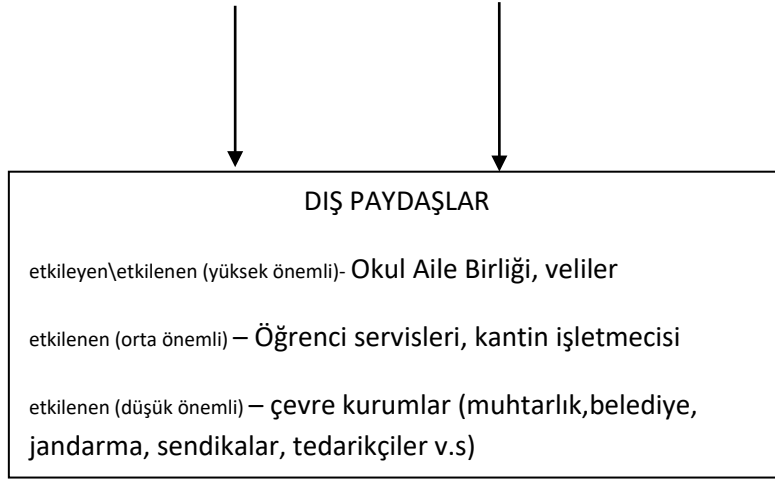 DIŞ PAYDAŞLAR
etkileyen\etkilenen (yüksek önemli)- Okul Aile Birliği, veliler
etkilenen (orta önemli) – Öğrenci servisleri, kantin işletmecisi
etkilenen (düşük önemli) – çevre kurumlar (muhtarlık,belediye,
jandarma, sendikalar, tedarikçiler v.s)